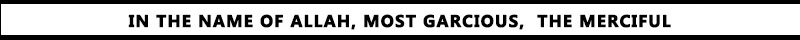 IN THE NAME OF ALLAH, MOST GARCIOUS,  THE MERCIFUL